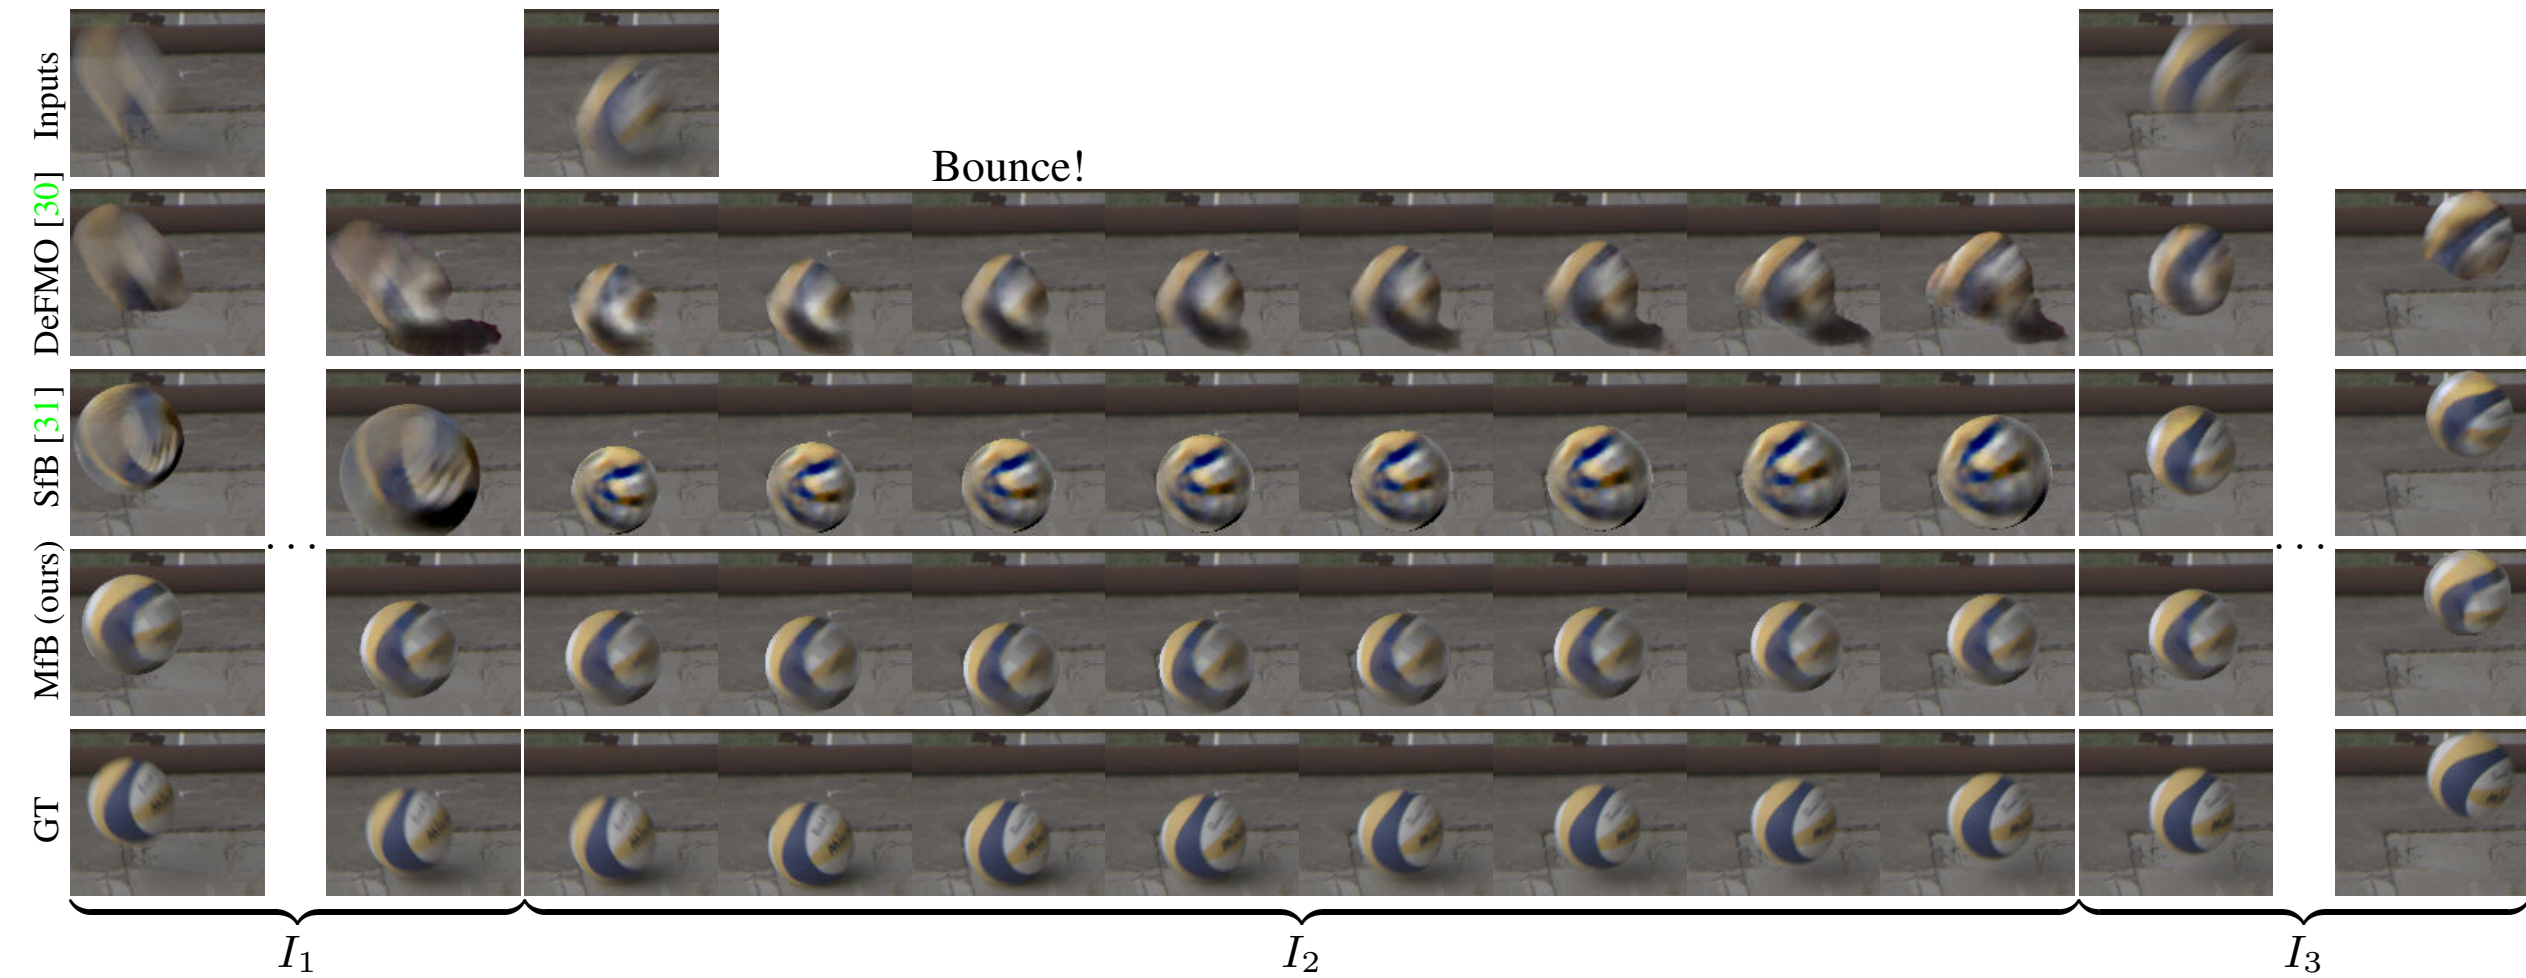 Inputs
Bounce!
DeFMO [30]
SfB [31]
. . .
. . .
MfB (ours)
GT
I₁
I₂
I₃